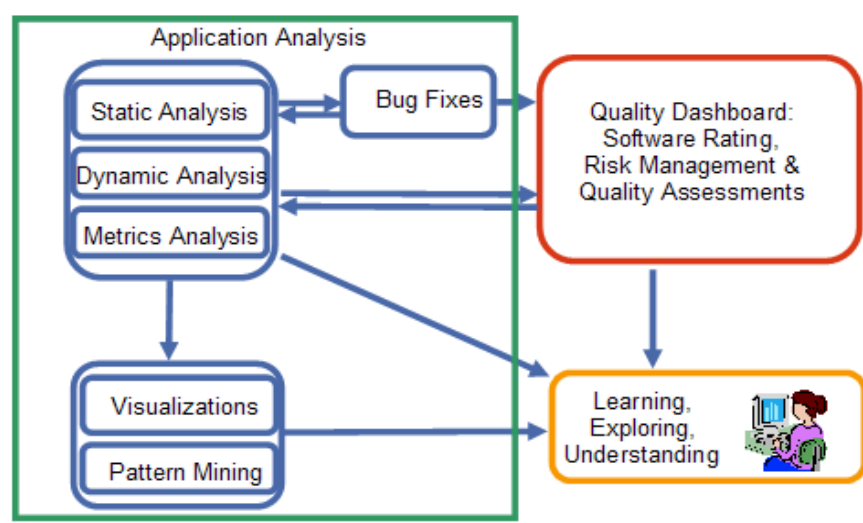 Application Analysis
Static Analysis
Dynamic Analysis
Metrics Analysis
Bug Fixes
Quality Dashboard:
Software Rating,
Risk Management &
Quality Assessments
Visualizations
Pattern Mining
Learning,
Exploring,
Understanding